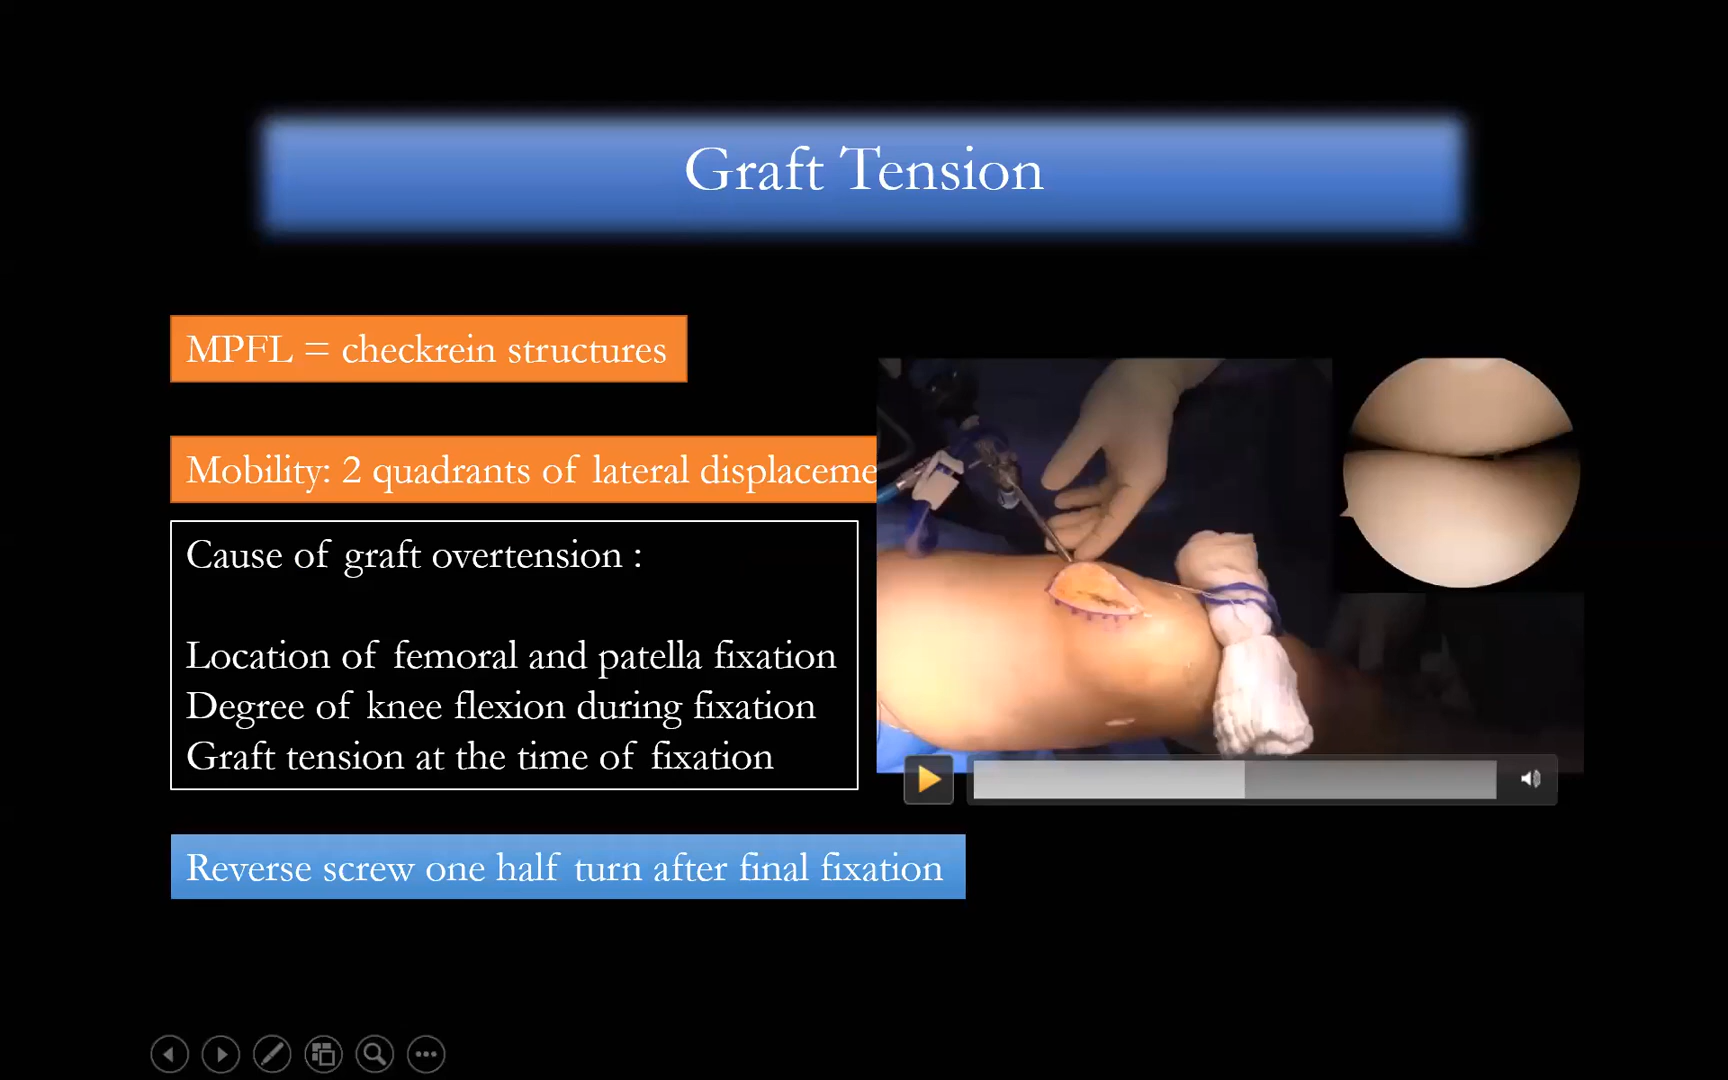 Graft Tension
MPFL = checkrein structures
Mobility: 2 quadrants of lateral displaceme
Cause of graft overtension :
Location of femoral and patella fixation
Degree of knee flexion during fixation
Graft tension at the time of fixation
Reverse screw one half turn after final fixation